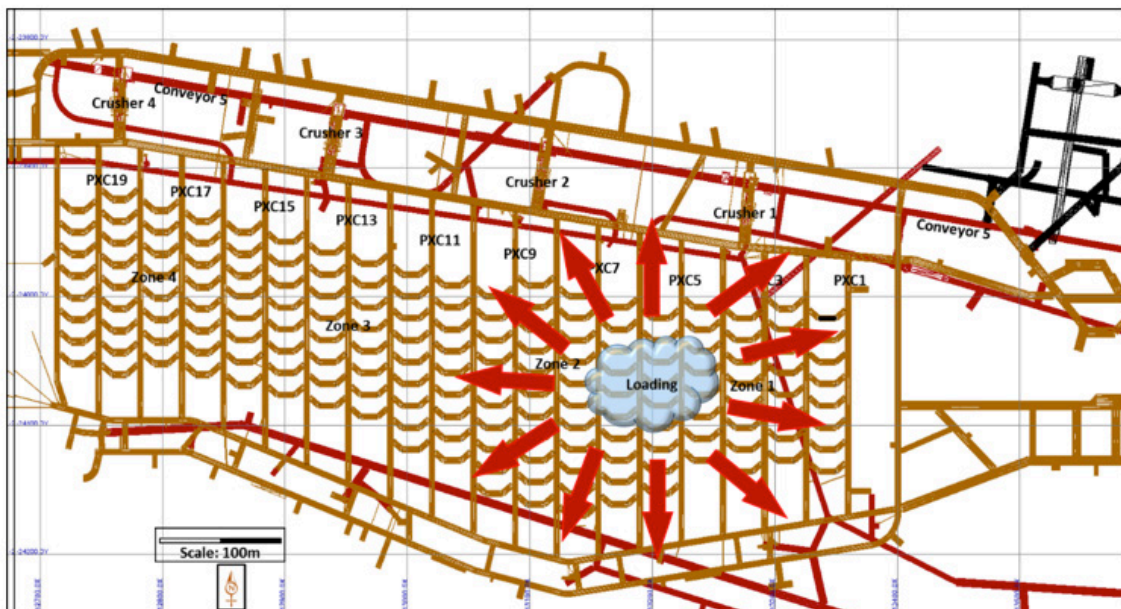 Conveyor 5
Crusher 4
Crusher 3
Crusher 2
Crusher 1
Conveyor 5
PXC19
PXC17
PXC15
PXC13
PXC11
PXC9
XC7
PXC5
C3
PXC1
Zone 4
Zone 3
Zone 2
Loading
Zone 1
Scale: 100m